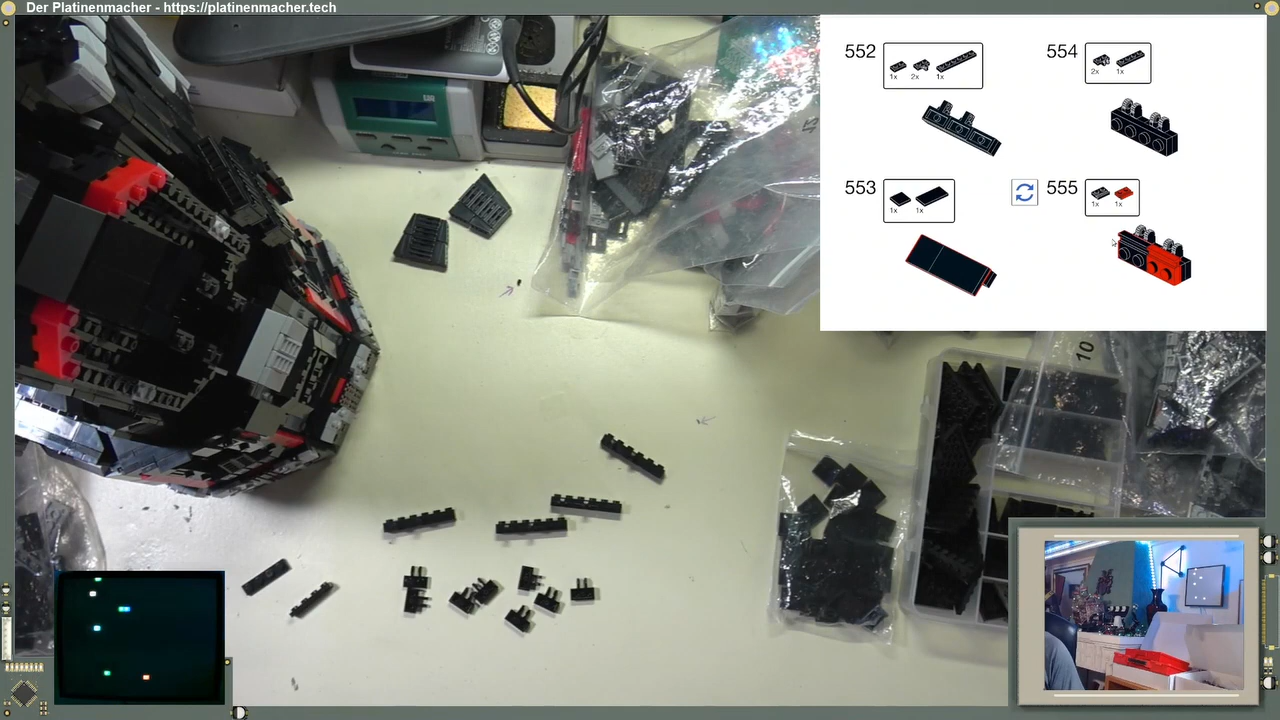 Der Platinenmacher - https://platinenmacher.tech
552
1x
2x
1x
554
2x
1x
553
1x
1x
555
1x
1x
10